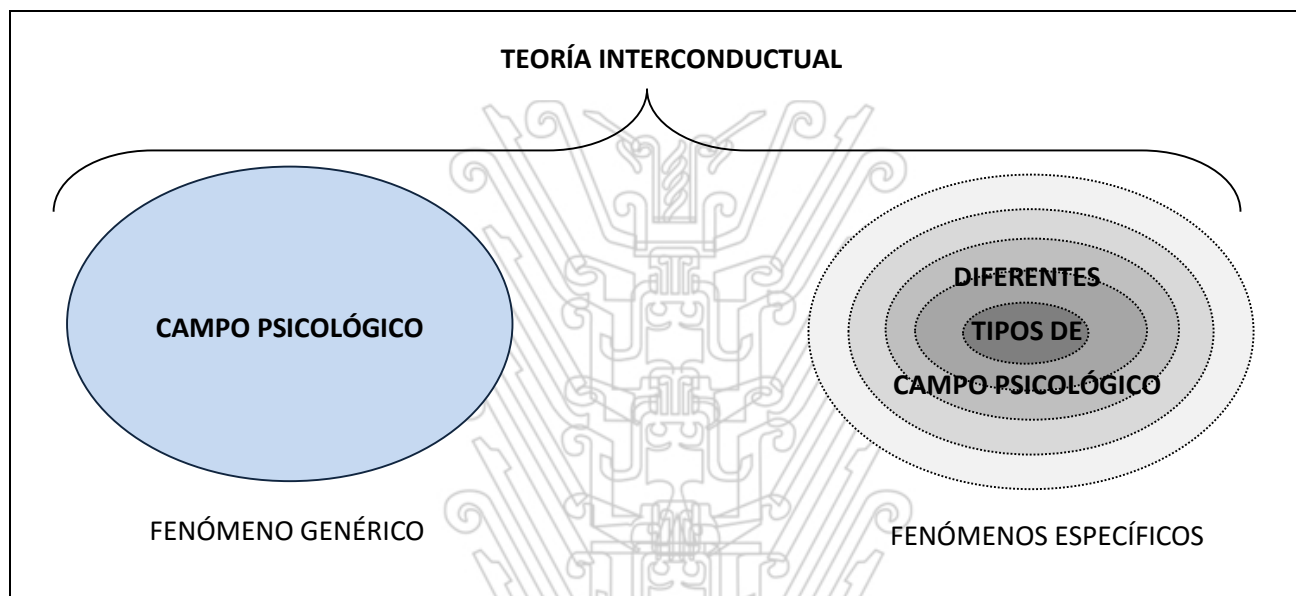 TEORÍA INTERCONDUCTUAL
CAMPO PSICOLÓGICO
DIFERENTES
TIPOS DE
CAMPO PSICOLÓGICO
FENÓMENO GENÉRICO
FENÓMENOS ESPECÍFICOS